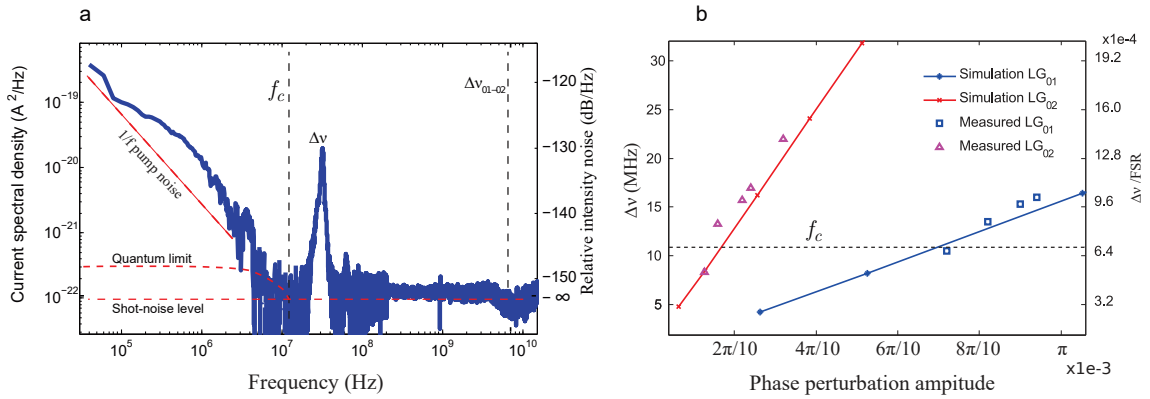 a
Current spectral density (A²/Hz)
10⁻¹⁹
10⁻²⁰
10⁻²¹
10⁻²²
f_c
Δν
Δν₀₁₋₀₂
1/f pump noise
Quantum limit
Shot-noise level
−120
−130
−140
−150
−∞
Relative intensity noise (dB/Hz)
10⁵ 10⁶ 10⁷ 10⁸ 10⁹ 10¹⁰
Frequency (Hz)
b
Δν (MHz)
30
25
20
15
10
5
Simulation LG₀₁
Simulation LG₀₂
Measured LG₀₁
Measured LG₀₂
f_c
x10⁻⁴
19.2
16.0
14.8
9.6
6.4
3.2
Δν /FSR
2π/10 4π/10 6π/10 8π/10 π
x10⁻³
Phase perturbation ampitude